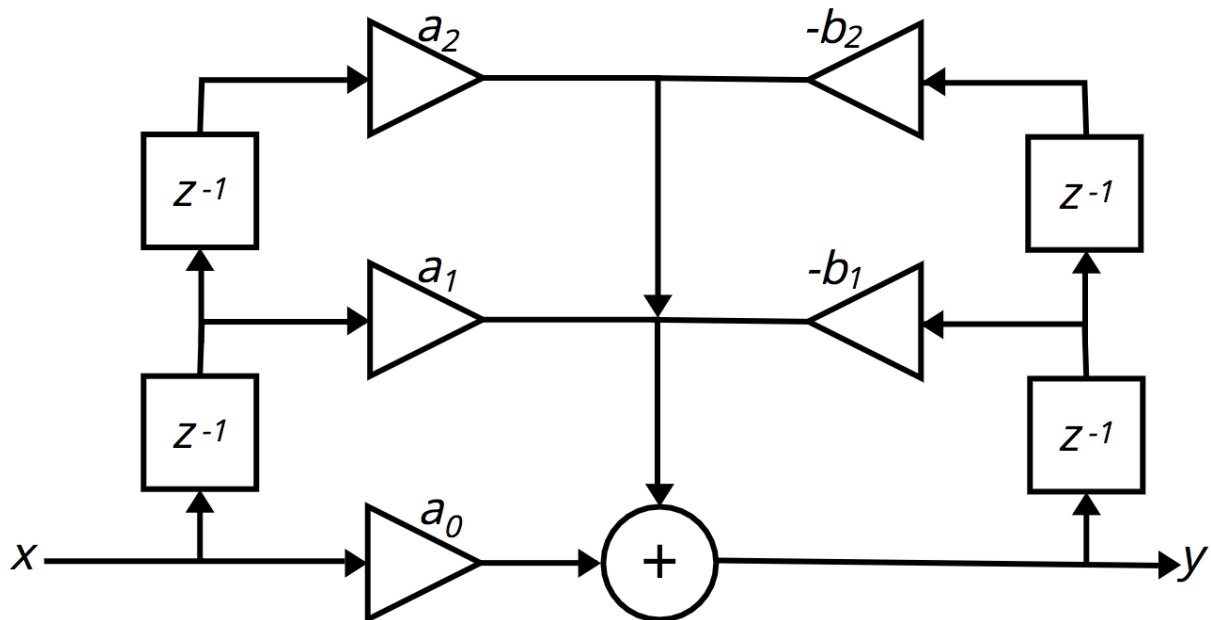 a₂ -b₂
z⁻¹ z⁻¹
a₁ -b₁
z⁻¹ z⁻¹
a₀
x + y